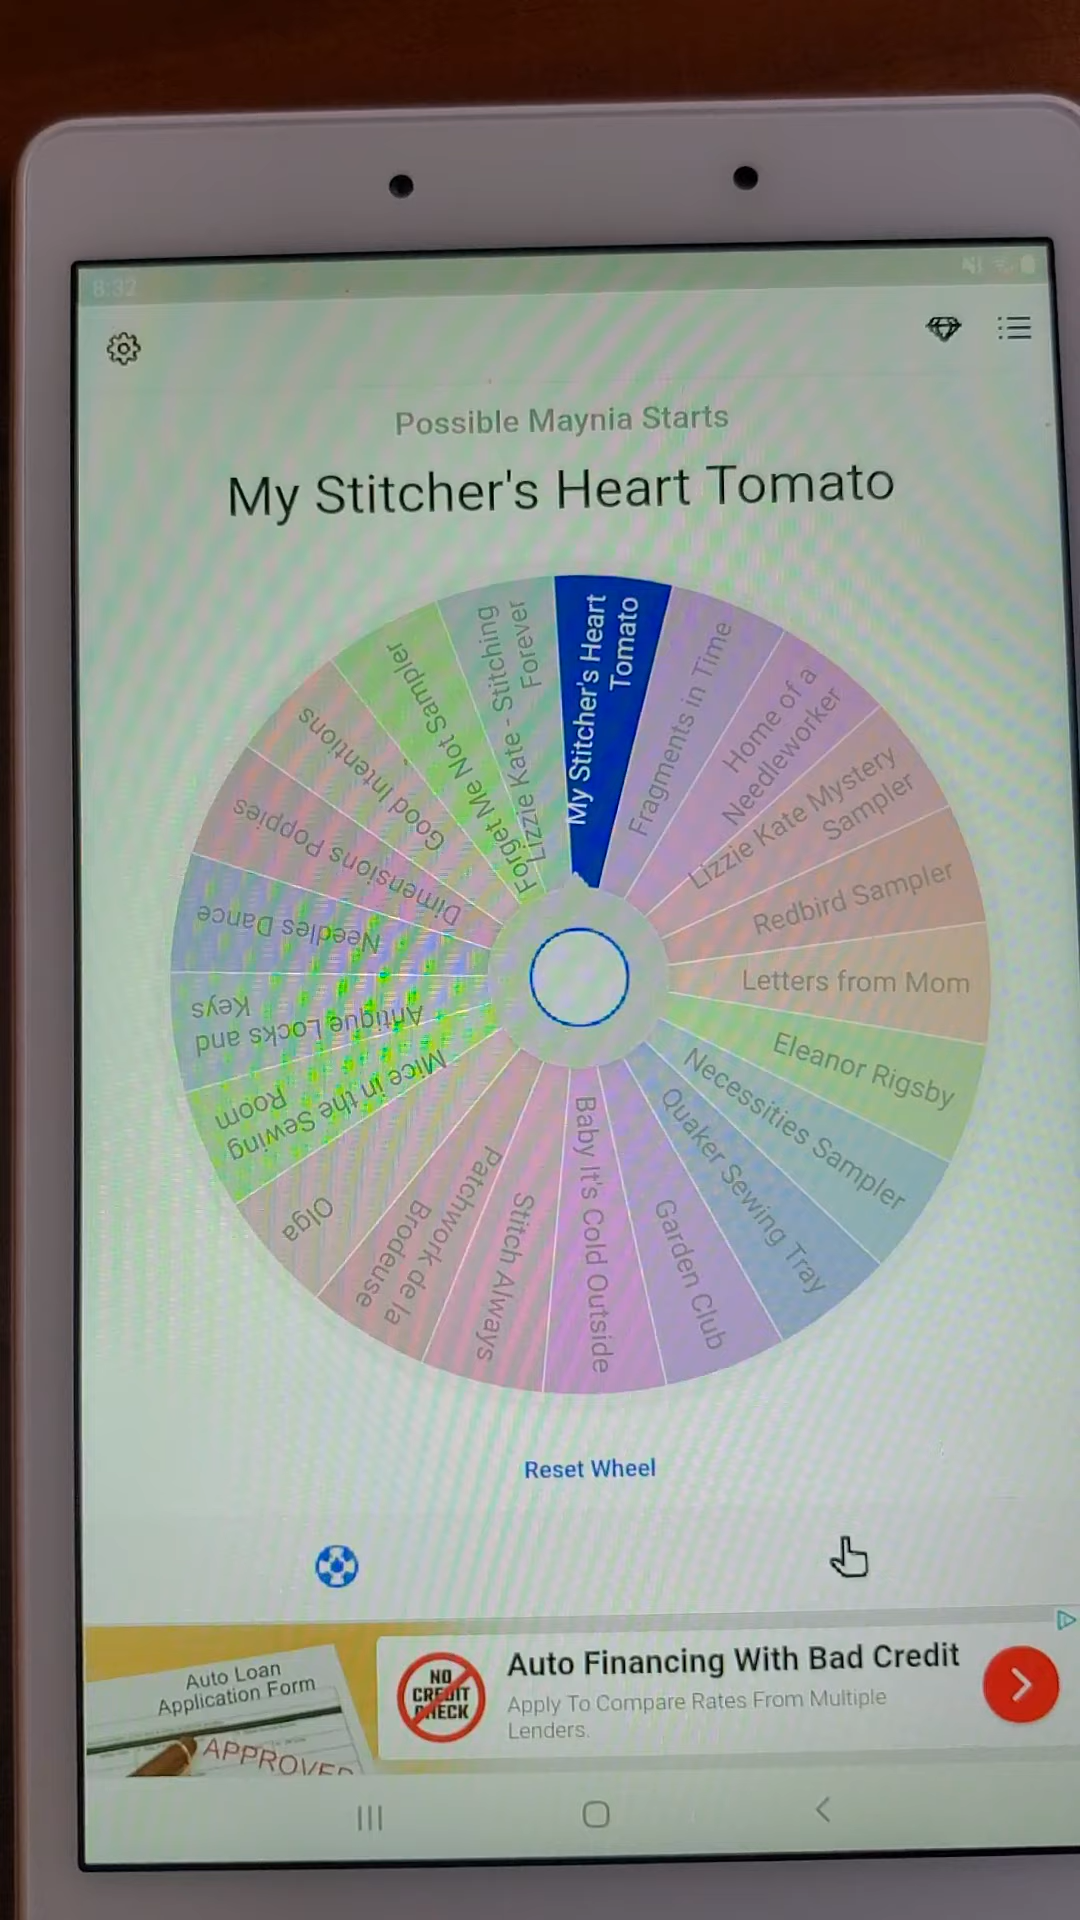 8:32
Possible Maynia Starts
My Stitcher's Heart Tomato
My Stitcher's Heart
Tomato
Fragments in Time
Home of a
Needleworker
Lizzie Kate Mystery
Sampler
Redbird Sampler
Letters from Mom
Eleanor Rigsby
Necessities Sampler
Quaker Sewing Tray
Garden Club
Baby It's Cold Outside
Stitch Always
Patchwork de la
Brodeuse
Olga
Mice in the Sewing
Room
Antique Locks and
Keys
Needles Dance
Dimensions Poppies
Good Intentions
Forget Me Not Sampler
Lizzie Kate - Stitching
Forever
Reset Wheel
Auto Loan
Application Form
APPROVED
NO
CREDIT
CHECK
Auto Financing With Bad Credit
Apply To Compare Rates From Multiple
Lenders.